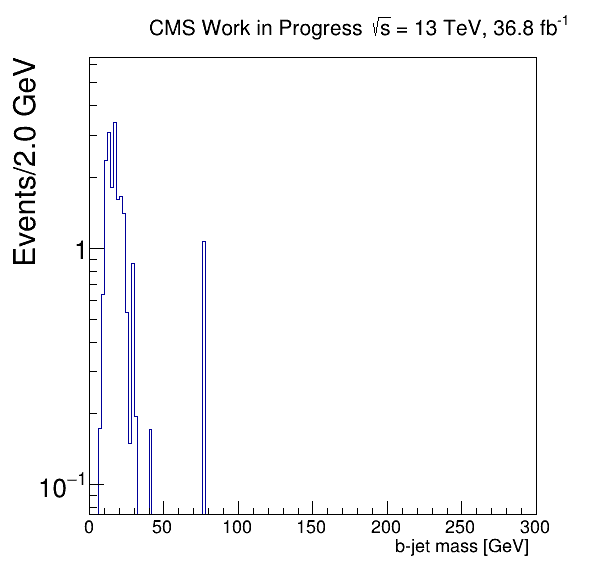 CMS Work in Progress √s = 13 TeV, 36.8 fb⁻¹
Events/2.0 GeV
1
10⁻¹
0 50 100 150 200 250 300
b-jet mass [GeV]